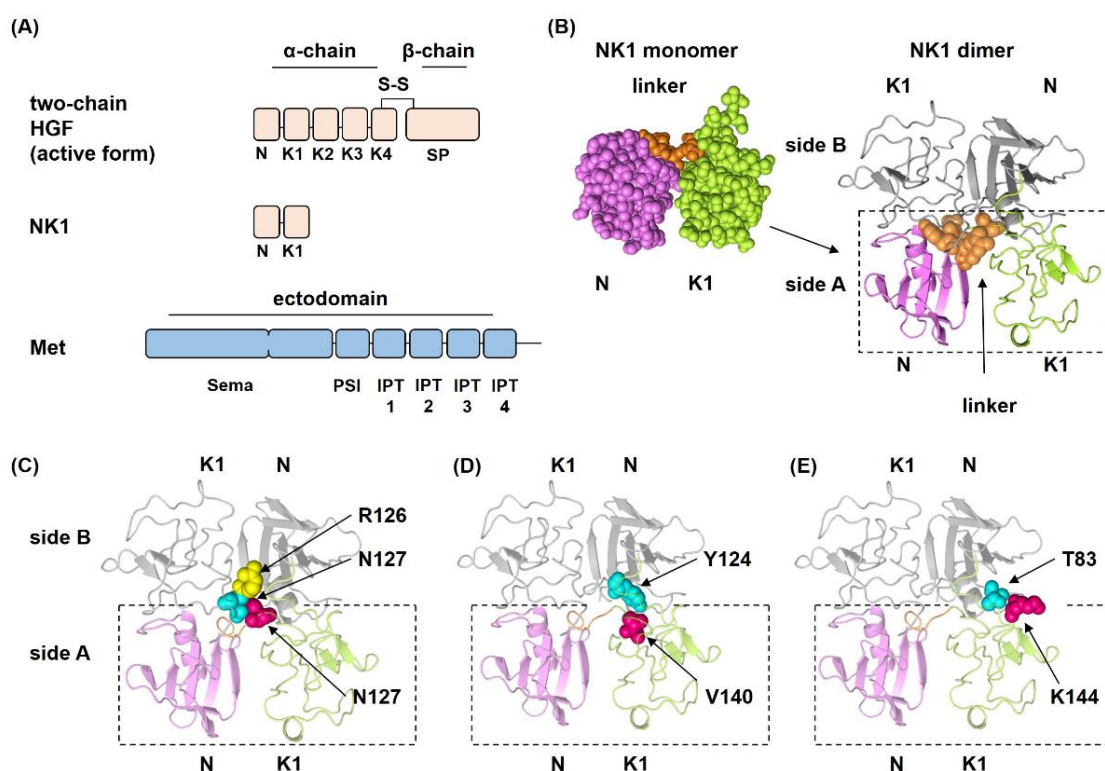 (A)
α-chain β-chain
S-S
two-chain
HGF
(active form)
N K1 K2 K3 K4 SP
NK1
N K1
ectodomain
Met
Sema PSI IPT IPT IPT IPT
1 2 3 4
(B)
NK1 monomer NK1 dimer
linker
K1 N
side B
side A
N K1
N K1
linker
(C)
K1 N
R126
side B
N127
side A
N127
N K1
(D)
K1 N
Y124
V140
N K1
(E)
K1 N
T83
K144
N K1